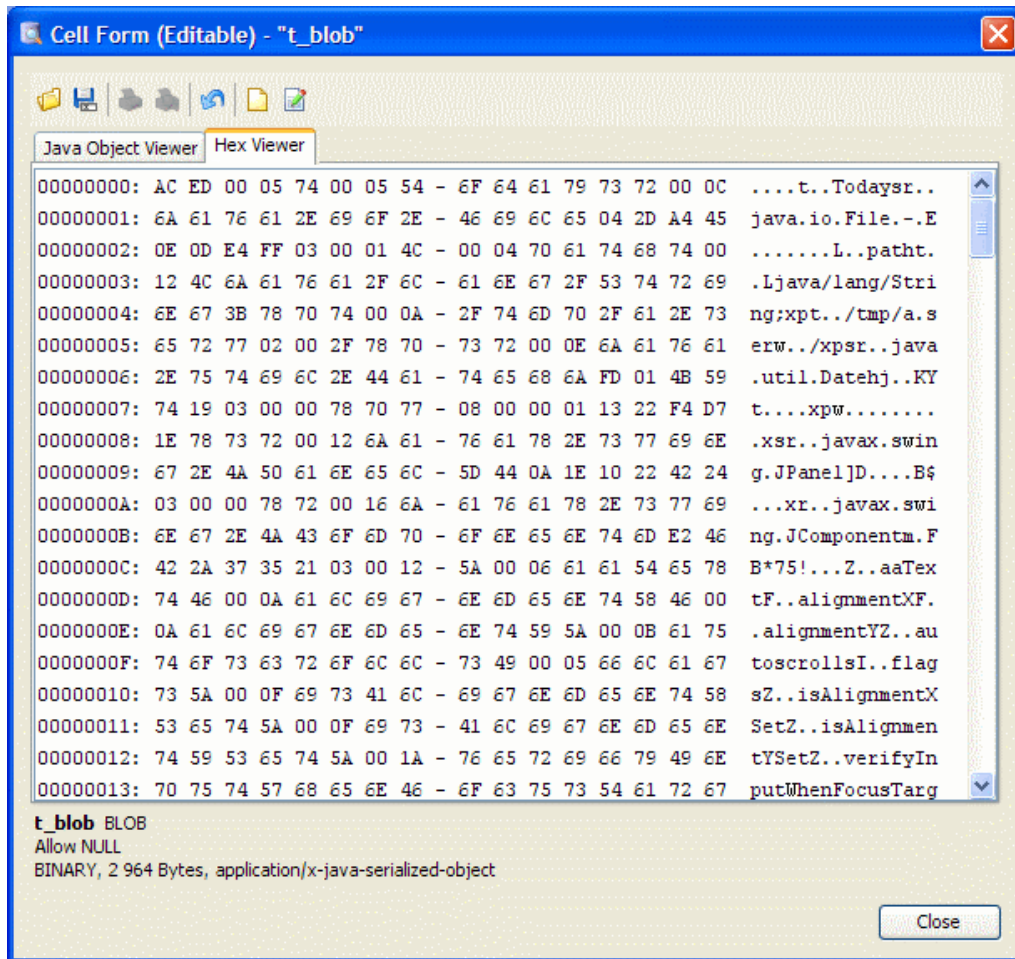 Cell Form (Editable) - "t_blob"
Java Object Viewer
Hex Viewer
00000000: AC ED 00 05 74 00 05 54 - 6F 64 61 79 73 72 00 0C ....t..Todaysr..
00000001: 6A 61 76 61 2E 69 6F 2E - 46 69 6C 65 04 2D A4 45 java.io.File.-.E
00000002: 0E 0D E4 FF 03 00 01 4C - 00 04 70 61 74 68 74 00 .......L..patht.
00000003: 12 4C 6A 61 76 61 2F 6C - 61 6E 67 2F 53 74 72 69 .Ljava/lang/Stri
00000004: 6E 67 3B 78 70 74 00 0A - 2F 74 6D 70 2F 61 2E 73 ng;xpt../tmp/a.s
00000005: 65 72 77 02 00 2F 78 70 - 73 72 00 0E 6A 61 76 61 erw../xpsr..java
00000006: 2E 75 74 69 6C 2E 44 61 - 74 65 68 6A FD 01 4B 59 .util.Datehj..KY
00000007: 74 19 03 00 00 78 70 77 - 08 00 00 01 13 22 F4 D7 t....xpw........
00000008: 1E 78 73 72 00 12 6A 61 - 76 61 78 2E 73 77 69 6E .xsr..javax.swin
00000009: 67 2E 4A 50 61 6E 65 6C - 5D 44 0A 1E 10 22 42 24 g.JPanel]D....B$
0000000A: 03 00 00 78 72 00 16 6A - 61 76 61 78 2E 73 77 69 ...xr..javax.swi
0000000B: 6E 67 2E 4A 43 6F 6D 70 - 6F 6E 65 6E 74 6D E2 46 ng.JComponentm.F
0000000C: 42 2A 37 35 21 03 00 12 - 5A 00 06 61 61 54 65 78 B*75!...Z..aaTex
0000000D: 74 46 00 0A 61 6C 69 67 - 6E 6D 65 6E 74 58 46 00 tF..alignmentXF.
0000000E: 0A 61 6C 69 67 6E 6D 65 - 6E 74 59 5A 00 0B 61 75 .alignmentYZ..au
0000000F: 74 6F 73 63 72 6F 6C 6C - 73 49 00 05 66 6C 61 67 toscrollsI..flag
00000010: 73 5A 00 0F 69 73 41 6C - 69 67 6E 6D 65 6E 74 58 sZ..isAlignmentX
00000011: 53 65 74 5A 00 0F 69 73 - 41 6C 69 67 6E 6D 65 6E SetZ..isAlignmen
00000012: 74 59 53 65 74 5A 00 1A - 76 65 72 69 66 79 49 6E tYSetZ..verifyIn
00000013: 70 75 74 57 68 65 6E 46 - 6F 63 75 73 54 61 72 67 putWhenFocusTarg
t_blob BLOB
Allow NULL
BINARY, 2 964 Bytes, application/x-java-serialized-object
Close